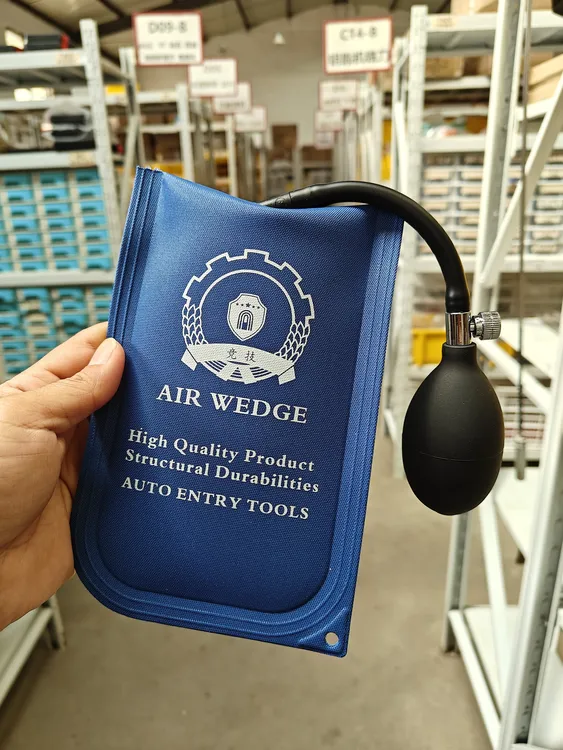 D09-B
C14-B
竞技
AIR WEDGE
High Quality Product
Structural Durabilities
AUTO ENTRY TOOLS